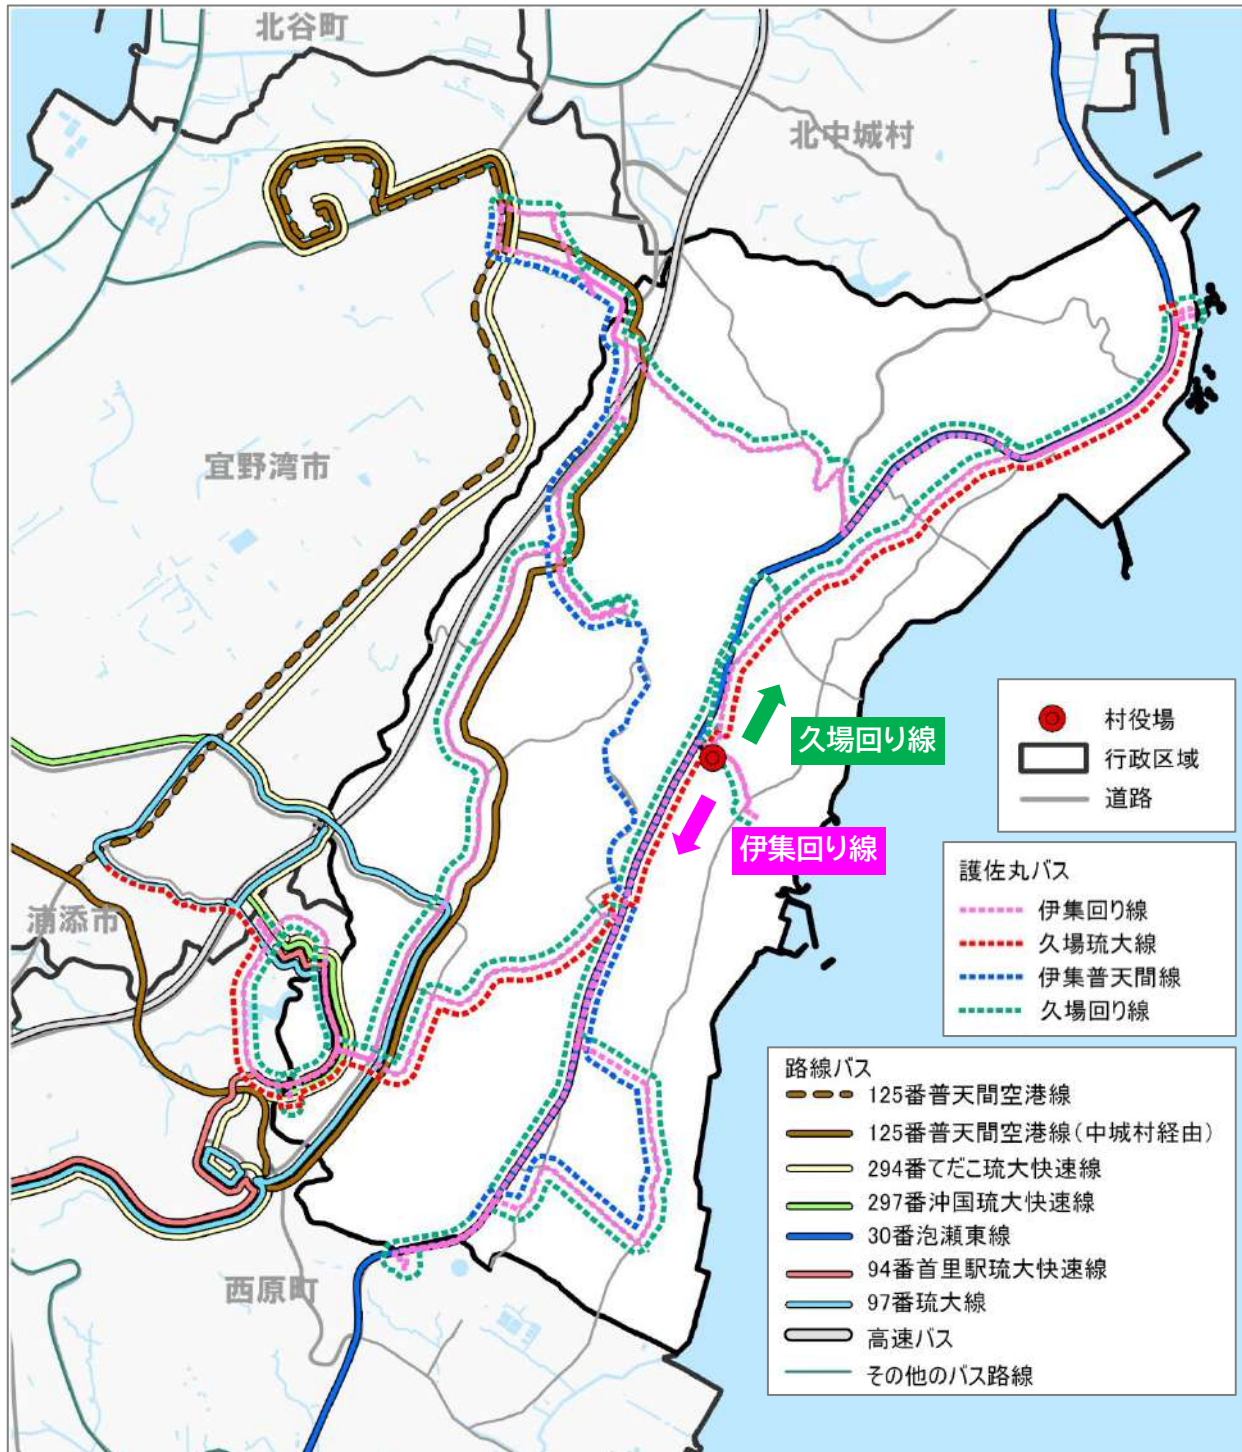 北谷町
北中城村
宜野湾市
久場回り線
伊集回り線
浦添市
西原町
村役場
行政区域
道路
護佐丸バス
伊集回り線
久場琉大線
伊集普天間線
久場回り線
路線バス
125番普天間空港線
125番普天間空港線(中城村経由)
294番てだこ琉大快速線
297番沖国琉大快速線
30番泡瀬東線
94番首里駅琉大快速線
97番琉大線
高速バス
その他のバス路線